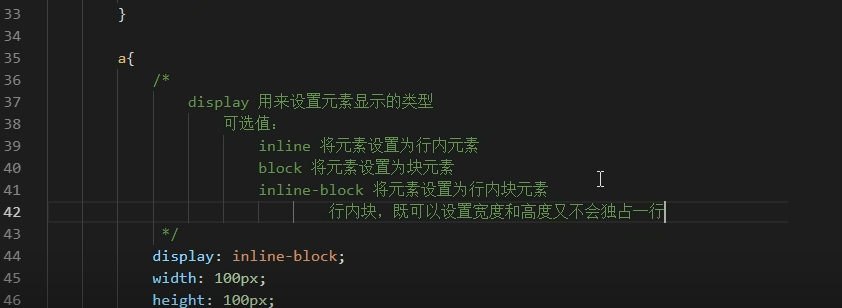 33 }
34
35 a{
36 /*
37 display 用来设置元素显示的类型
38 可选值：
39 inline 将元素设置为行内元素
40 block 将元素设置为块元素
41 inline-block 将元素设置为行内块元素
42 行内块，既可以设置宽度和高度又不会独占一行
43 */
44 display: inline-block;
45 width: 100px;
46 height: 100px;